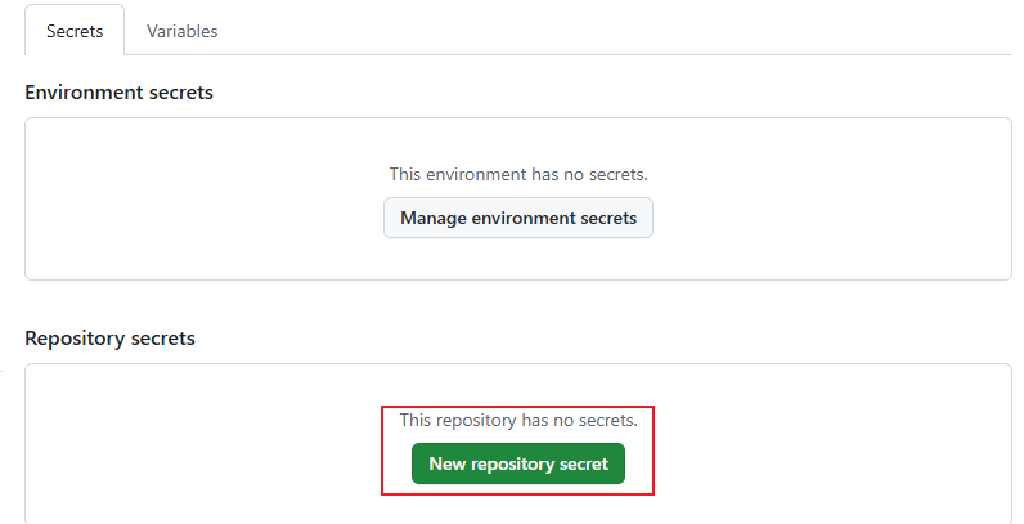 Secrets Variables
Environment secrets
This environment has no secrets.
Manage environment secrets
Repository secrets
This repository has no secrets.
New repository secret